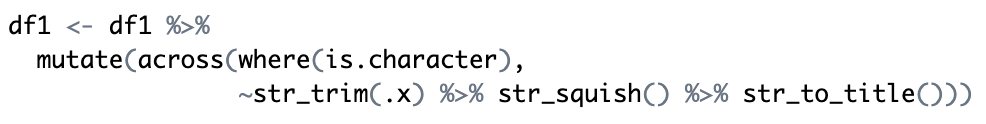 df1 <- df1 %>%
  mutate(across(where(is.character),
                ~str_trim(.x) %>% str_squish() %>% str_to_title()))